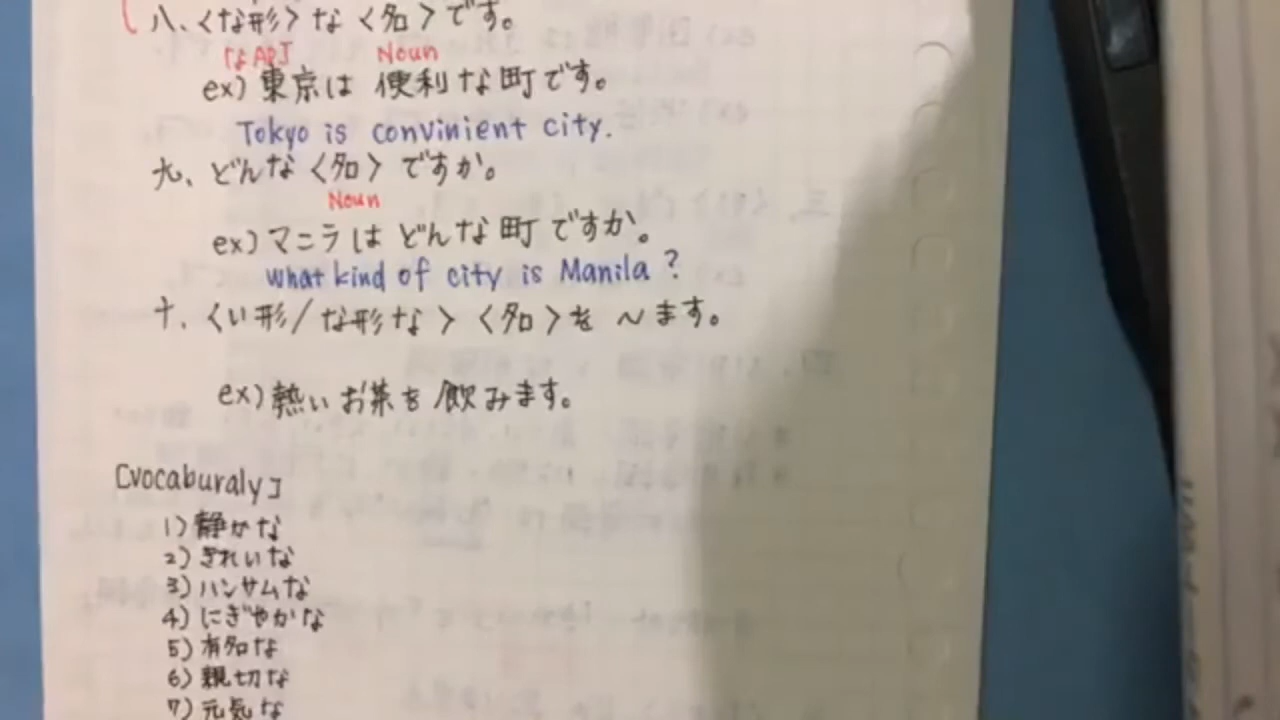 八、〈な形〉な〈名〉です。
なADJ Noun
ex) 東京は 便利な町です。
Tokyo is convinient city.
九、どんな〈名〉ですか。
Noun
ex) マニラは どんな町ですか。
what kind of city is Manila?
十、〈い形/な形な〉〈名〉を 〜ます。
ex) 熱い お茶を 飲みます。
[vocaburaly]
1) 静かな
2) きれいな
3) ハンサムな
4) にぎやかな
5) 有名な
6) 親切な
7) 元気な